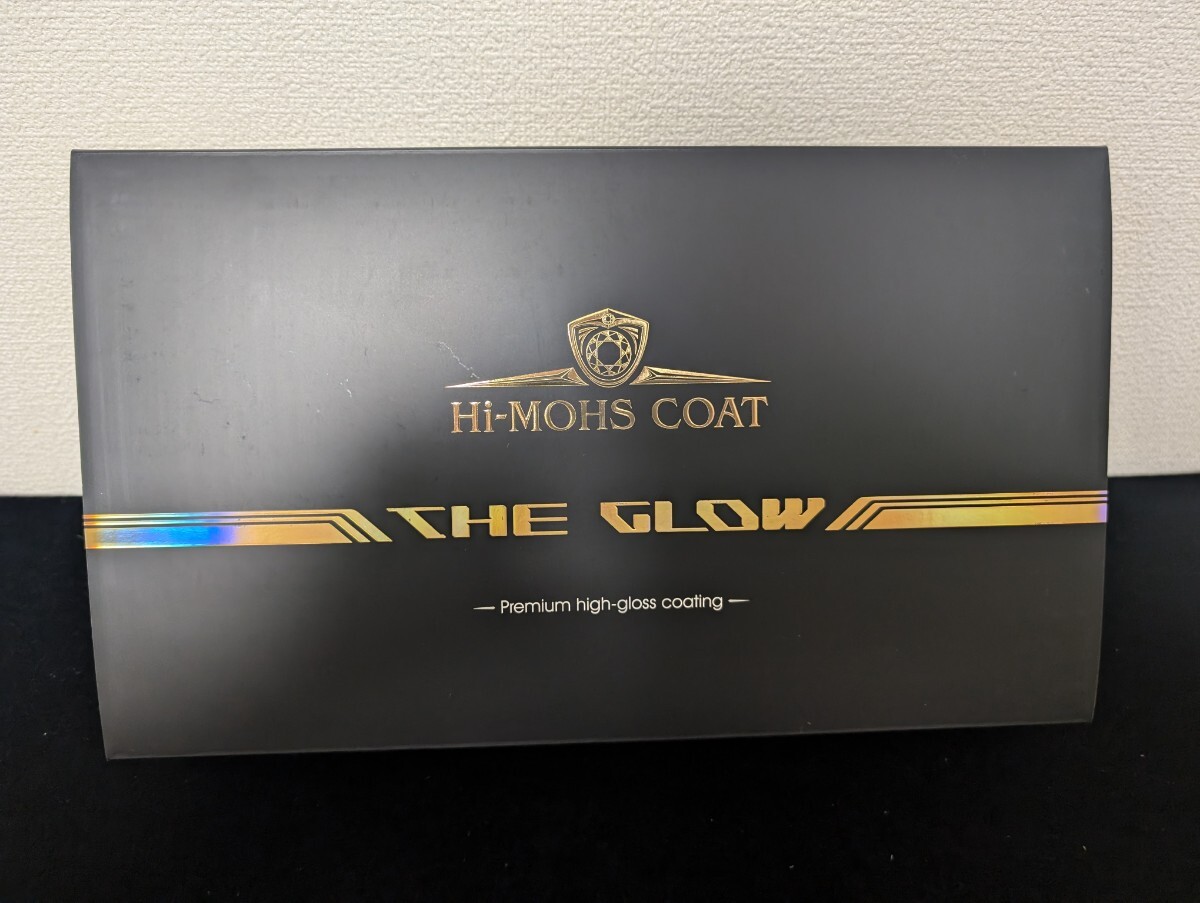 Hi-MOHS COAT
THE GLOW
— Premium high-gloss coating —